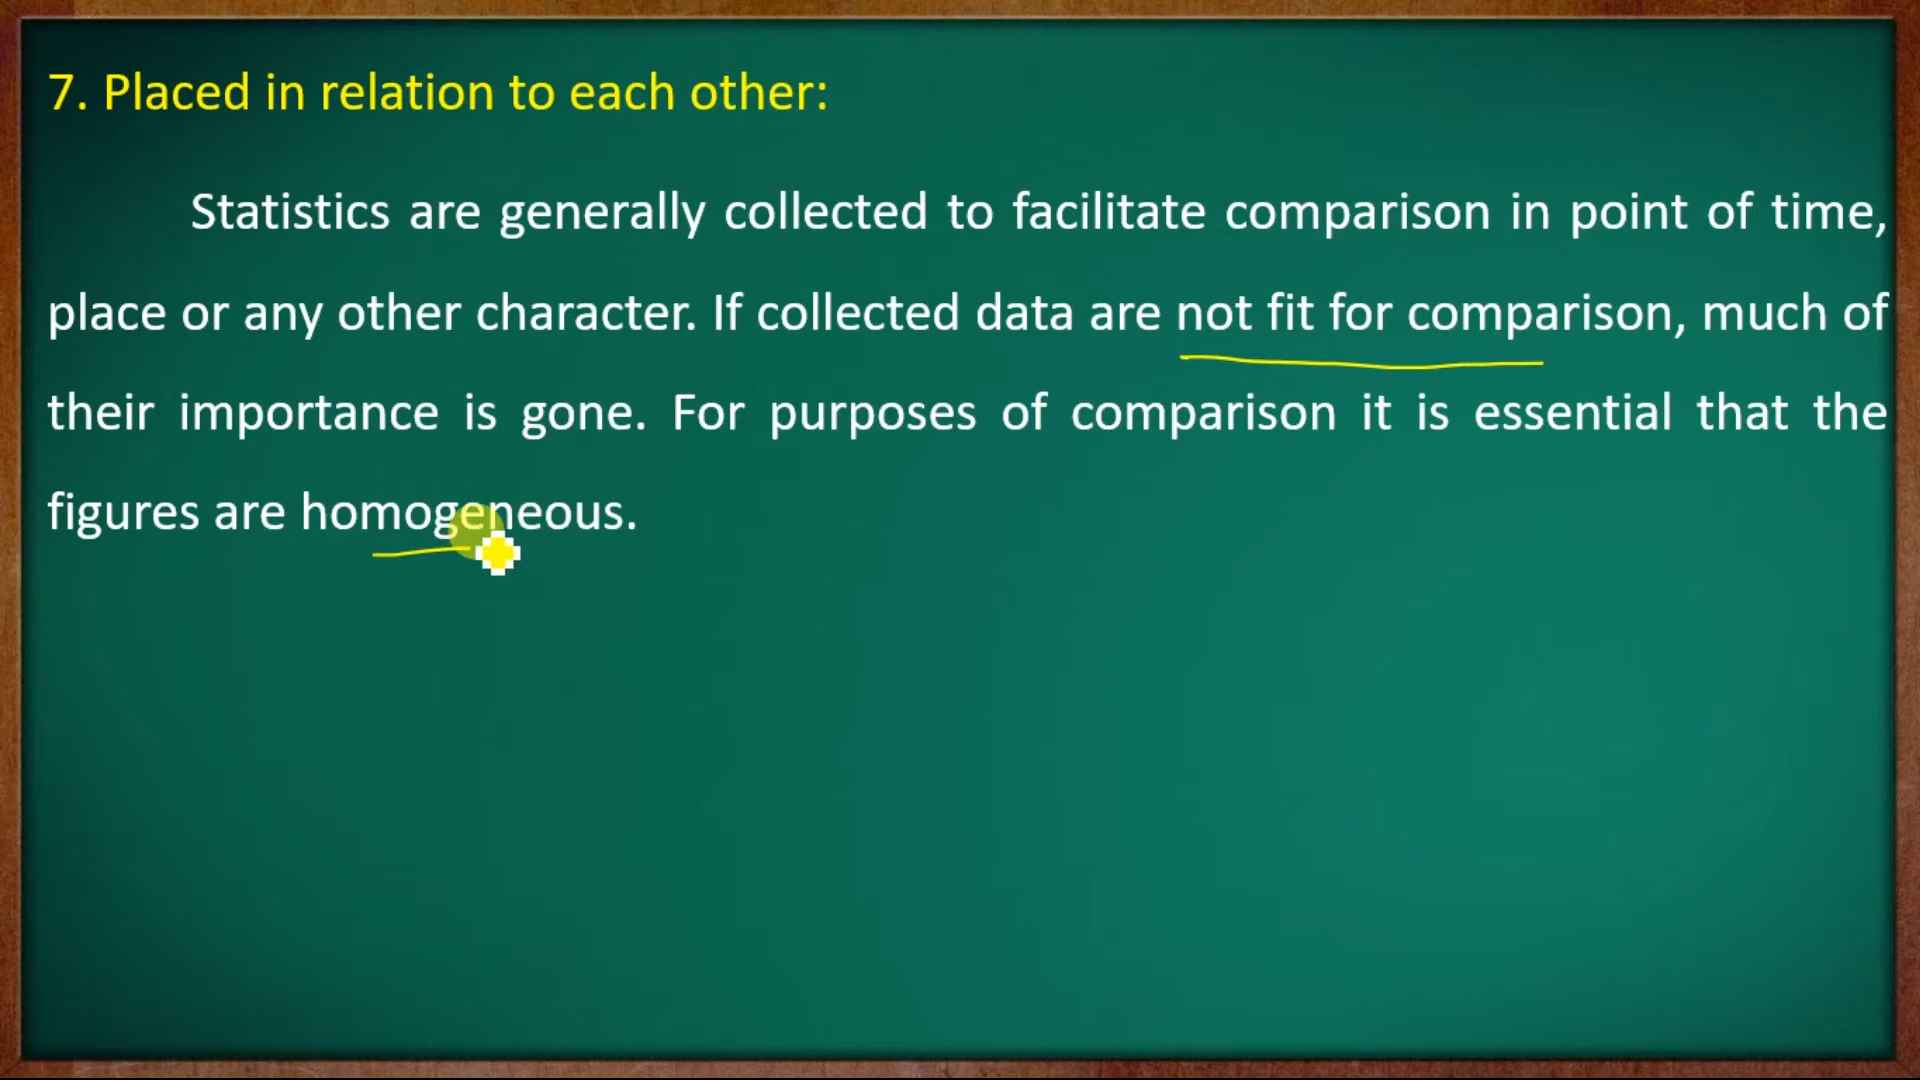 7. Placed in relation to each other:
Statistics are generally collected to facilitate comparison in point of time,
place or any other character. If collected data are not fit for comparison, much of
their importance is gone. For purposes of comparison it is essential that the
figures are homogeneous.